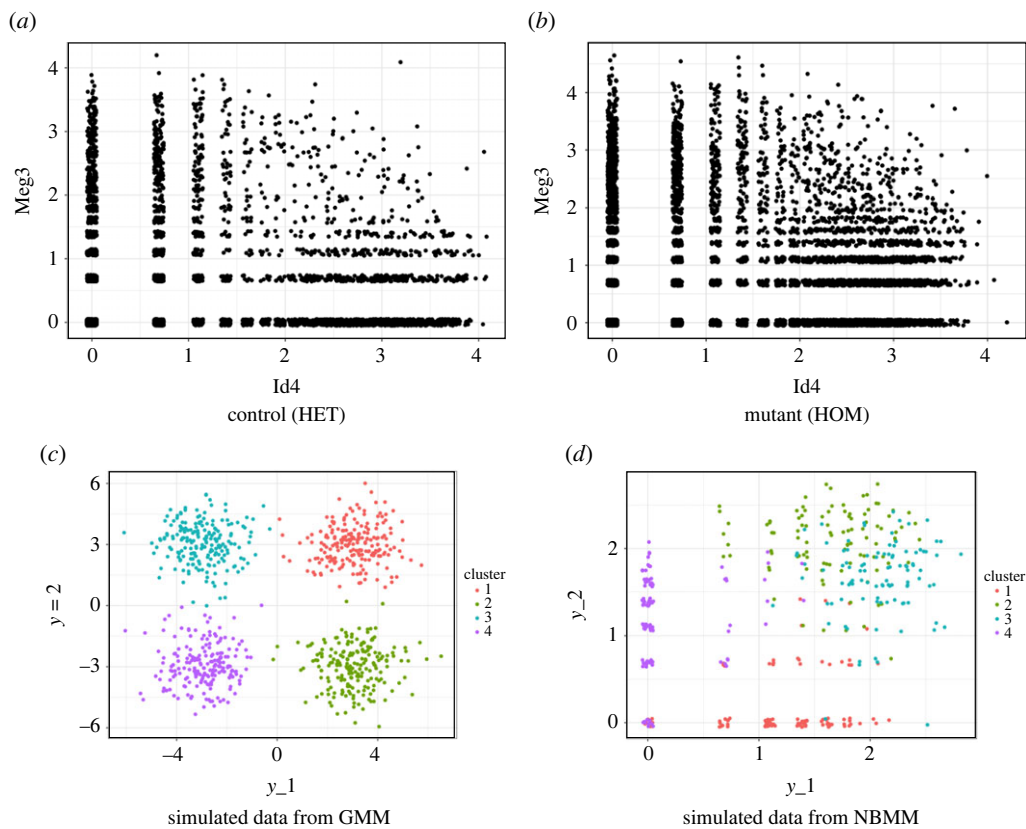 (a)
(b)
4
3
2
1
0
Meg3
0 1 2 3 4
Id4
control (HET)
4
3
2
1
0
Meg3
0 1 2 3 4
Id4
mutant (HOM)
(c)
(d)
6
3
0
–3
–6
y = 2
–4 0 4
y_1
simulated data from GMM
cluster
1
2
3
4
2
1
0
y_2
0 1 2
y_1
simulated data from NBMM
cluster
1
2
3
4